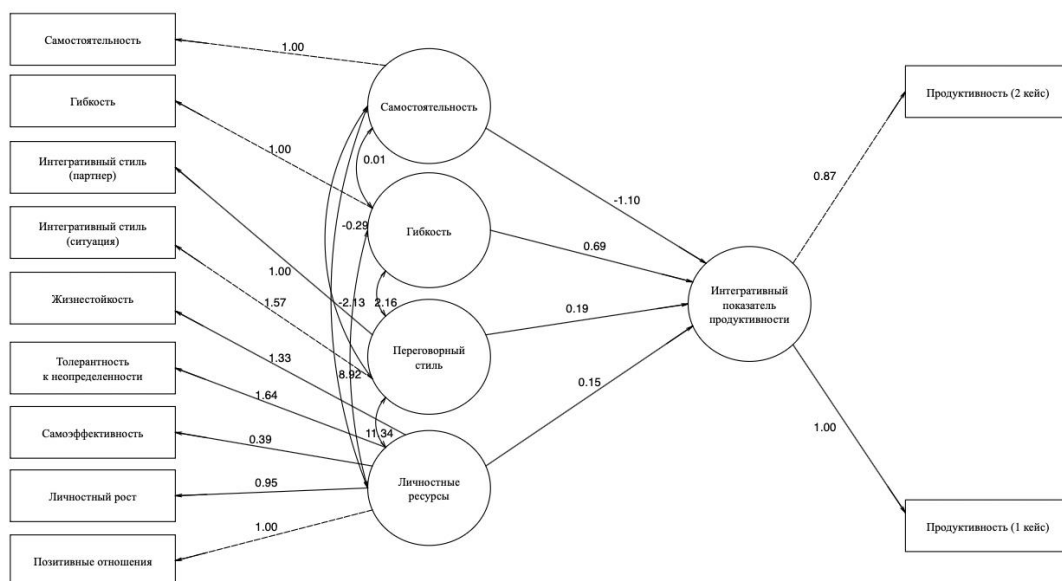 Самостоятельность
Гибкость
Интегративный стиль
(партнер)
Интегративный стиль
(ситуация)
Жизнестойкость
Толерантность
к неопределенности
Самоэффективность
Личностный рост
Позитивные отношения
1.00
1.00
1.00
1.57
1.33
1.64
0.39
0.95
1.00
0.01
-0.29
-2.13
2.16
8.92
11.34
Самостоятельность
Гибкость
Переговорный
стиль
Личностные
ресурсы
-1.10
0.69
0.19
0.15
Интегративный
показатель
продуктивности
0.87
1.00
Продуктивность (2 кейс)
Продуктивность (1 кейс)